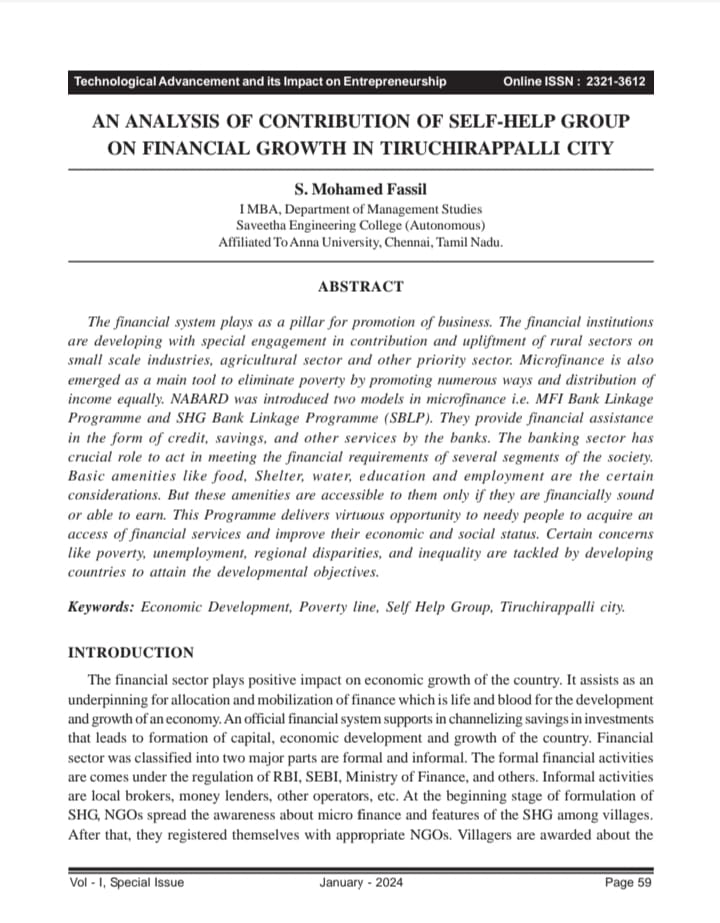 Technological Advancement and its Impact on Entrepreneurship Online ISSN : 2321-3612
AN ANALYSIS OF CONTRIBUTION OF SELF-HELP GROUP
ON FINANCIAL GROWTH IN TIRUCHIRAPPALLI CITY
S. Mohamed Fassil
I MBA, Department of Management Studies
Saveetha Engineering College (Autonomous)
Affiliated To Anna University, Chennai, Tamil Nadu.
ABSTRACT
The financial system plays as a pillar for promotion of business. The financial institutions
are developing with special engagement in contribution and upliftment of rural sectors on
small scale industries, agricultural sector and other priority sector. Microfinance is also
emerged as a main tool to eliminate poverty by promoting numerous ways and distribution of
income equally. NABARD was introduced two models in microfinance i.e. MFI Bank Linkage
Programme and SHG Bank Linkage Programme (SBLP). They provide financial assistance
in the form of credit, savings, and other services by the banks. The banking sector has
crucial role to act in meeting the financial requirements of several segments of the society.
Basic amenities like food, Shelter, water, education and employment are the certain
considerations. But these amenities are accessible to them only if they are financially sound
or able to earn. This Programme delivers virtuous opportunity to needy people to acquire an
access of financial services and improve their economic and social status. Certain concerns
like poverty, unemployment, regional disparities, and inequality are tackled by developing
countries to attain the developmental objectives.
Keywords: Economic Development, Poverty line, Self Help Group, Tiruchirappalli city.
INTRODUCTION
The financial sector plays positive impact on economic growth of the country. It assists as an
underpinning for allocation and mobilization of finance which is life and blood for the development
and growth of an economy. An official financial system supports in channelizing savings in investments
that leads to formation of capital, economic development and growth of the country. Financial
sector was classified into two major parts are formal and informal. The formal financial activities
are comes under the regulation of RBI, SEBI, Ministry of Finance, and others. Informal activities
are local brokers, money lenders, other operators, etc. At the beginning stage of formulation of
SHG, NGOs spread the awareness about micro finance and features of the SHG among villages.
After that, they registered themselves with appropriate NGOs. Villagers are awarded about the
Vol - I, Special Issue January - 2024 Page 59